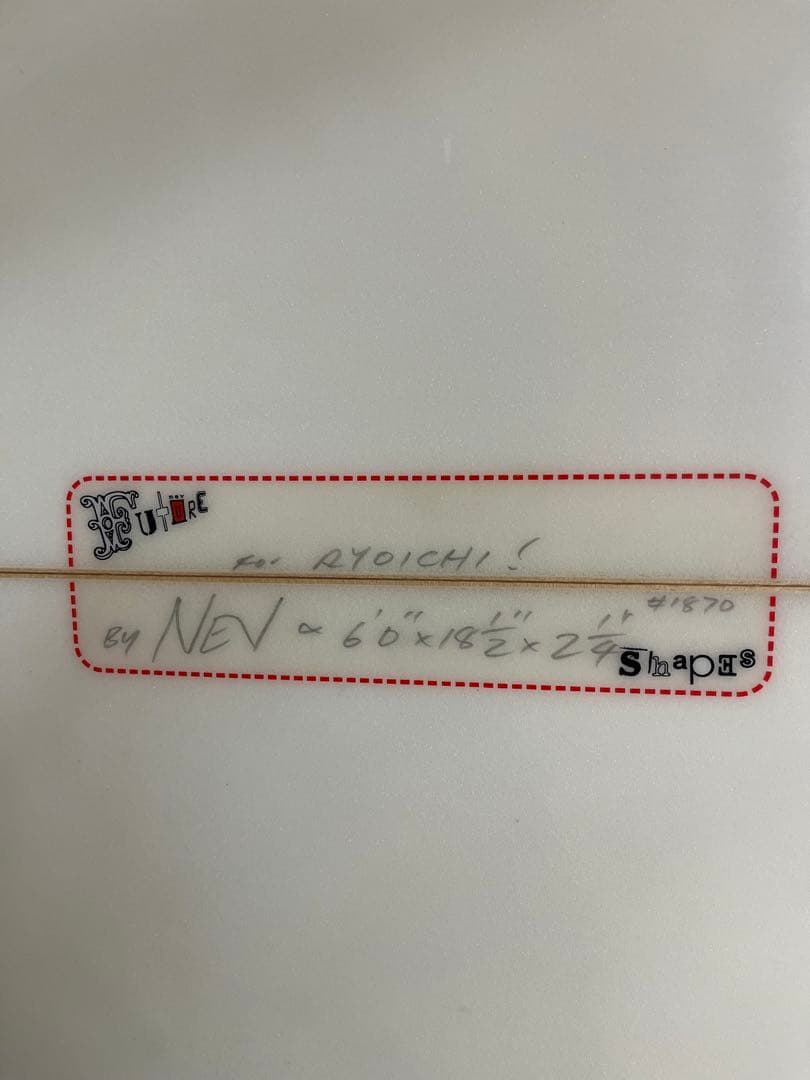 FUTURE
For RYOICHI!
#1870
BY NEV ∝ 6'0" x 18 1/2" x 2 1/4"
Shapes